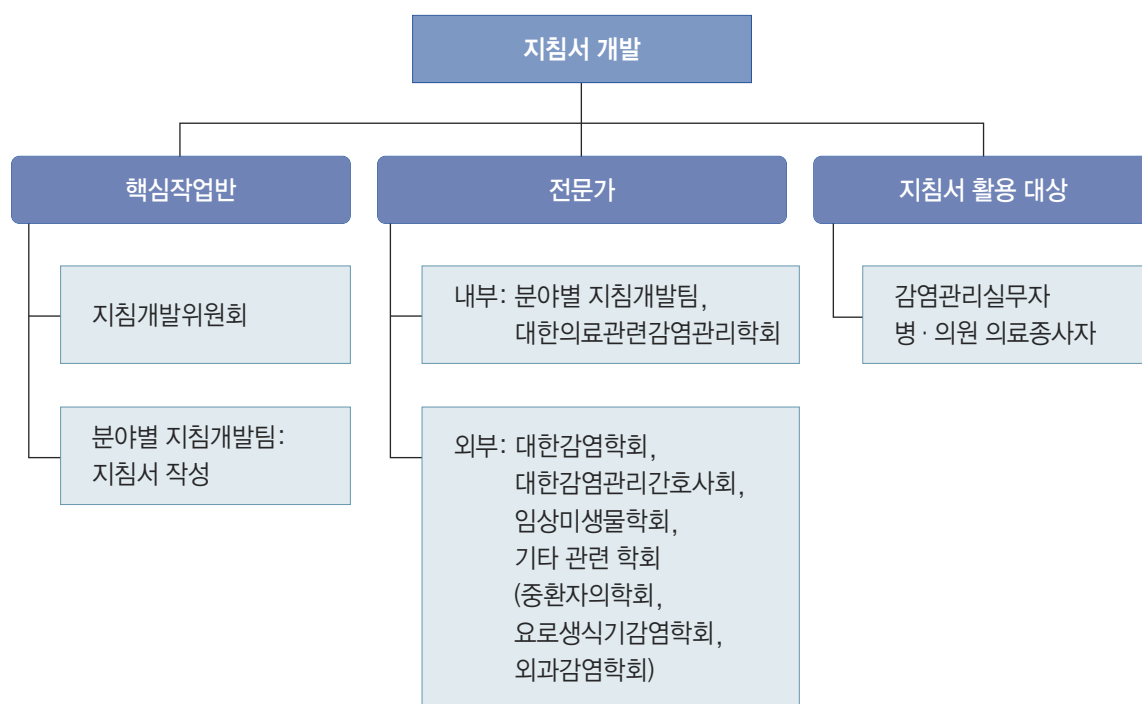 지침서 개발
핵심작업반
지침개발위원회
분야별 지침개발팀:
지침서 작성
전문가
내부: 분야별 지침개발팀,
대한의료관련감염관리학회
외부: 대한감염학회,
대한감염관리간호사회,
임상미생물학회,
기타 관련 학회
(중환자의학회,
요로생식기감염학회,
외과감염학회)
지침서 활용 대상
감염관리실무자
병·의원 의료종사자